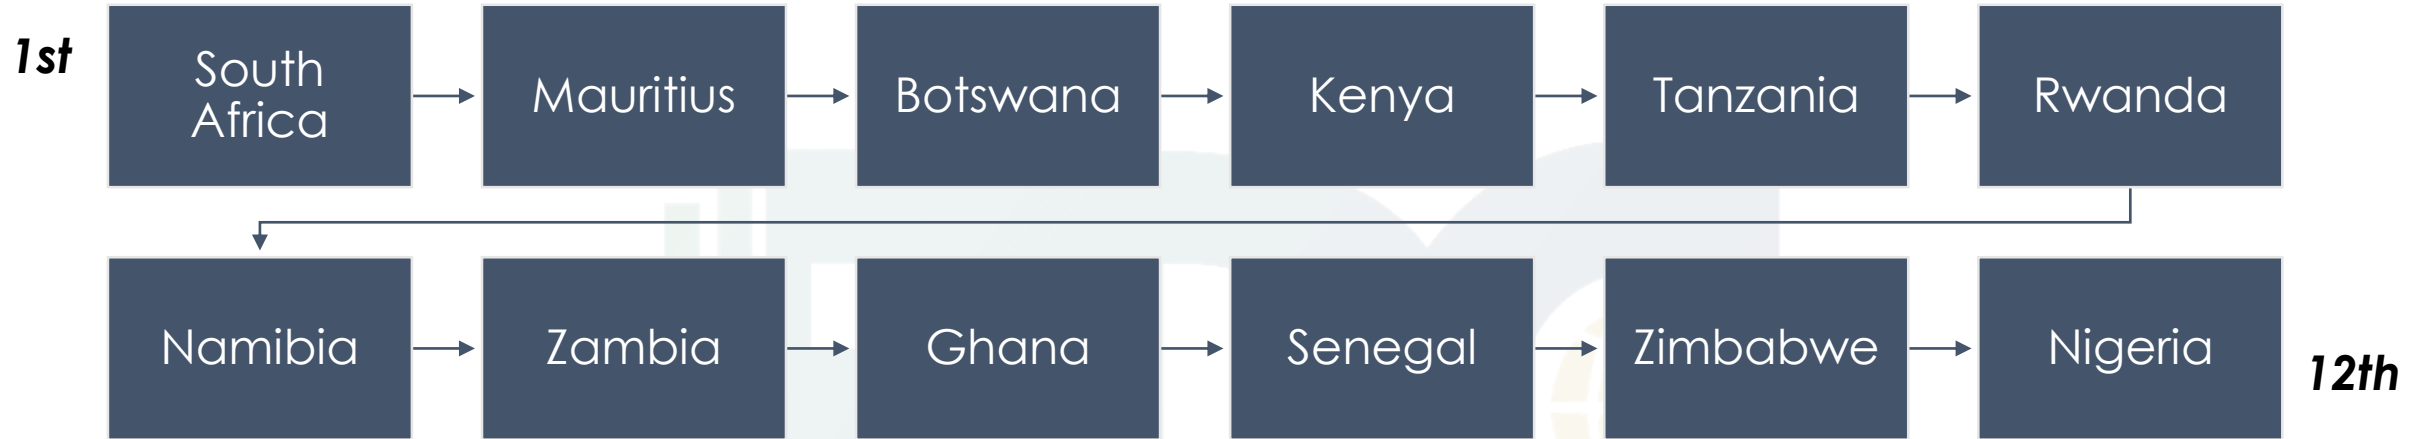 1st
South
Africa
Mauritius
Botswana
Kenya
Tanzania
Rwanda
Namibia
Zambia
Ghana
Senegal
Zimbabwe
Nigeria
12th